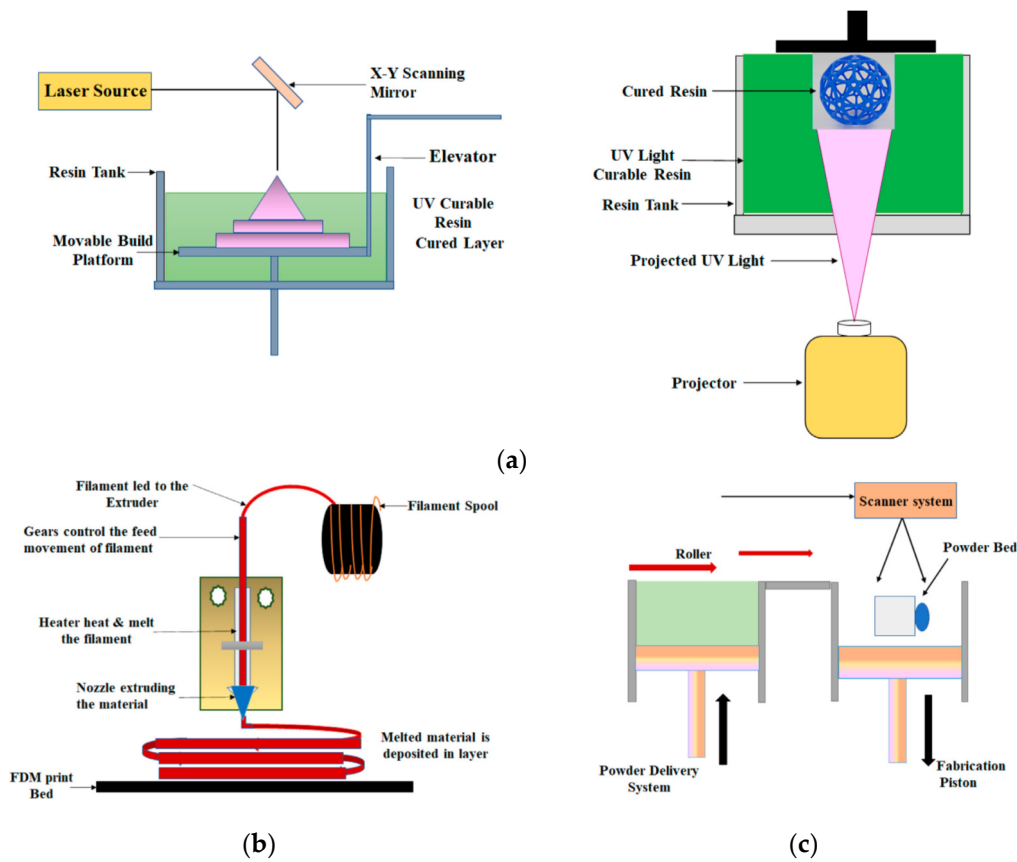 Laser Source
X-Y Scanning
Mirror
Resin Tank
Elevator
UV Curable
Resin
Cured Layer
Movable Build
Platform
Cured Resin
UV Light
Curable Resin
Resin Tank
Projected UV Light
Projector
(a)
Filament led to the
Extruder
Filament Spool
Gears control the feed
movement of filament
Heater heat & melt
the filament
Nozzle extruding
the material
Melted material is
deposited in layer
FDM print
Bed
(b)
Scanner system
Roller
Powder Bed
Powder Delivery
System
Fabrication
Piston
(c)